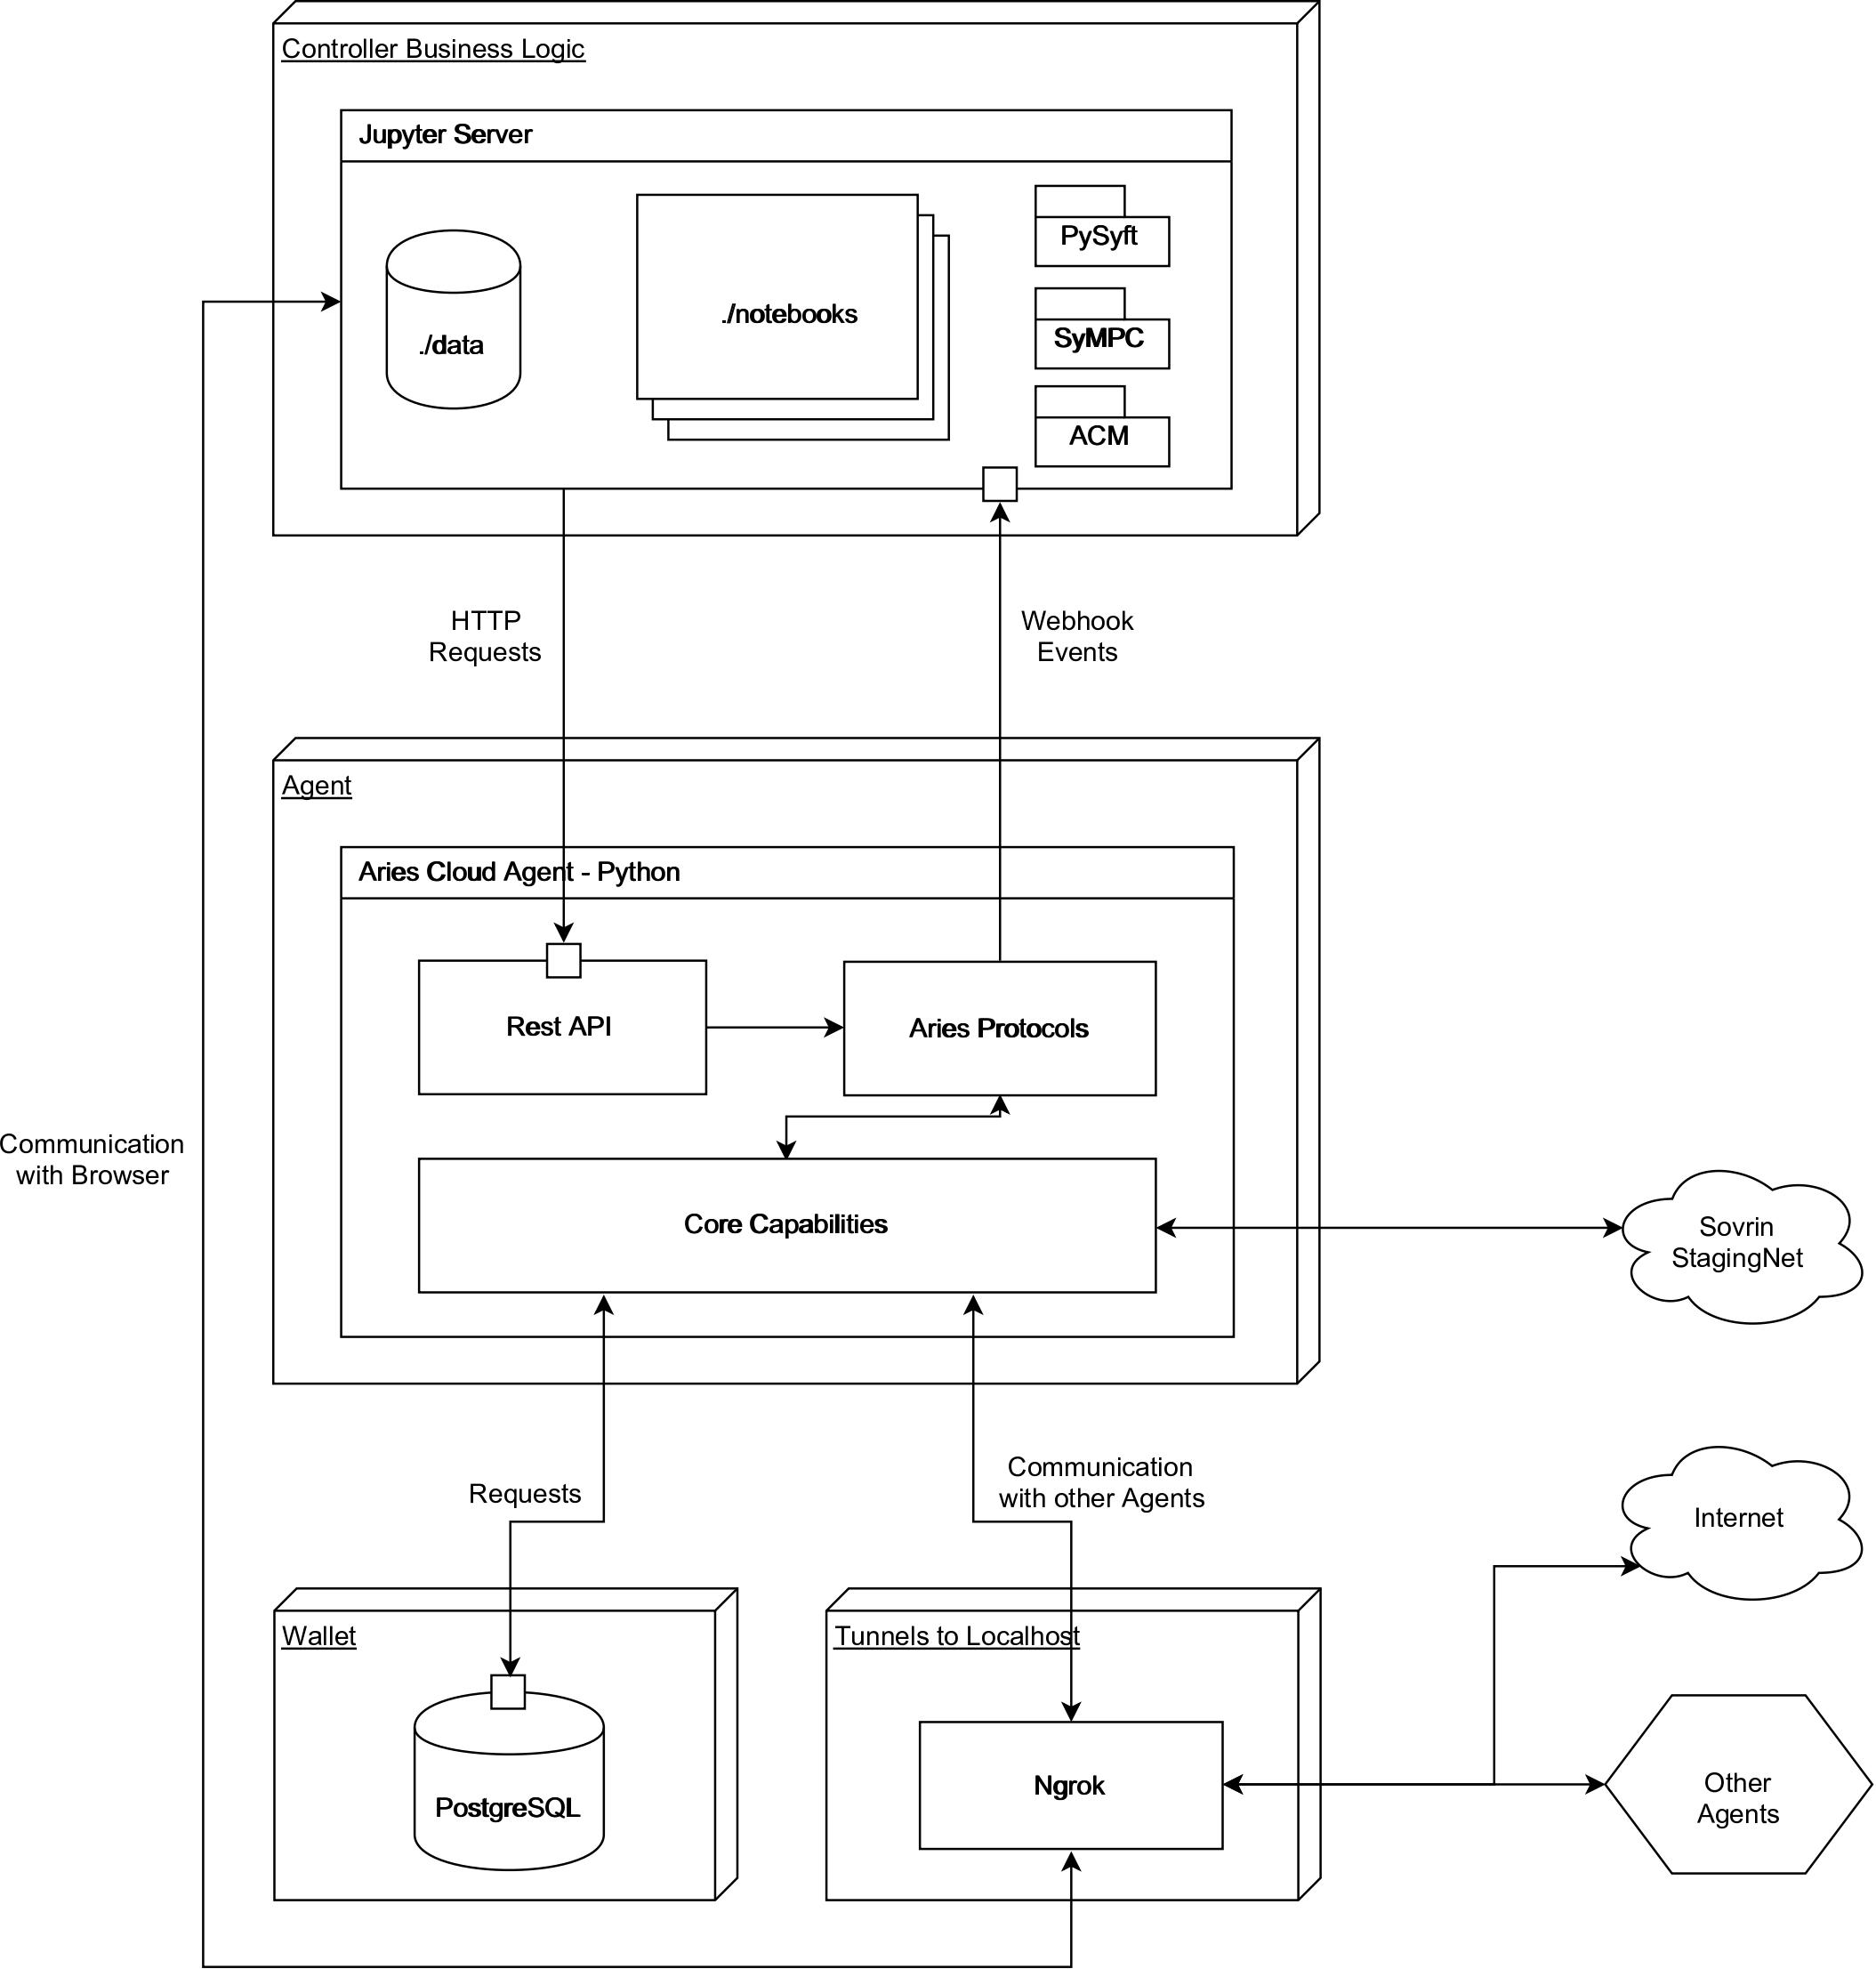 Controller Business Logic
Jupyter Server
./data
./notebooks
PySyft
SyMPC
ACM
HTTP
Requests
Webhook
Events
Agent
Aries Cloud Agent - Python
Rest API
Aries Protocols
Core Capabilities
Communication
with Browser
Sovrin
StagingNet
Requests
Communication
with other Agents
Internet
Wallet
PostgreSQL
Tunnels to Localhost
Ngrok
Other
Agents